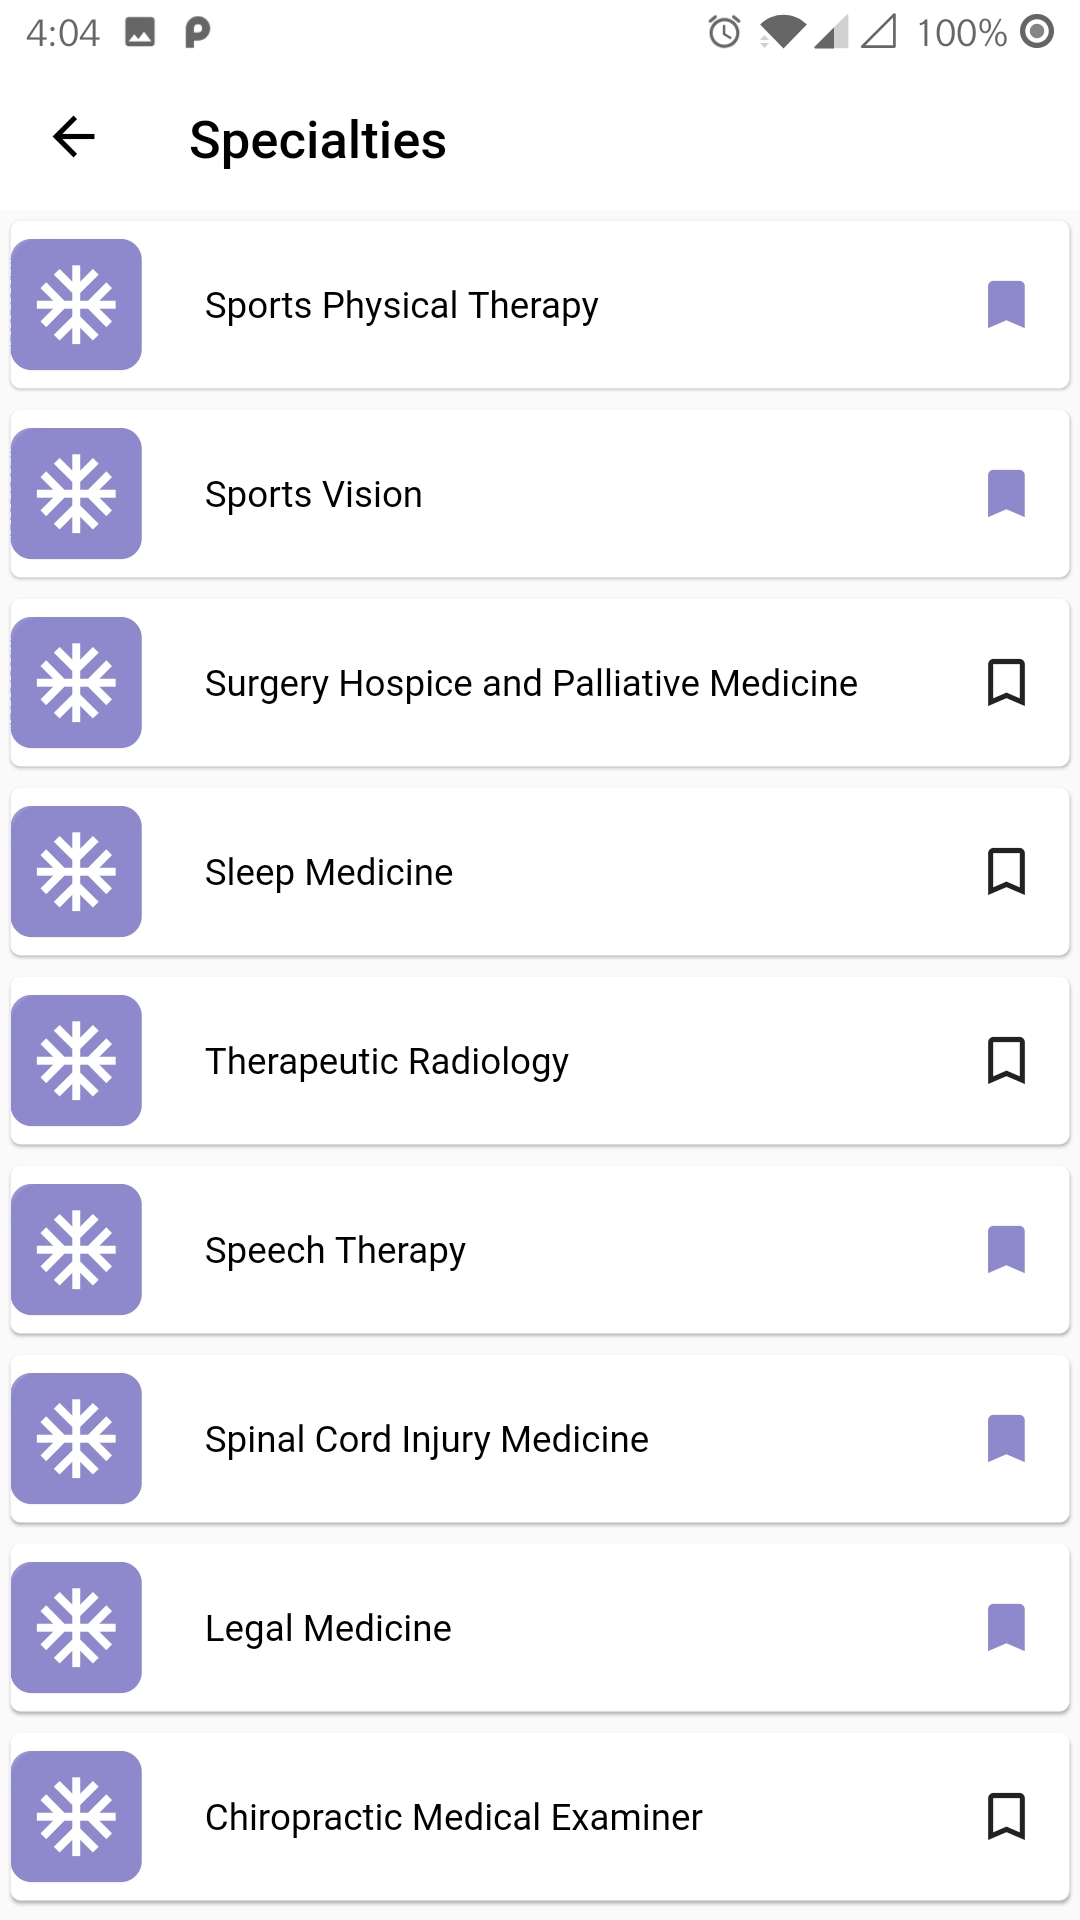 4:04 100%
Specialties
Sports Physical Therapy
Sports Vision
Surgery Hospice and Palliative Medicine
Sleep Medicine
Therapeutic Radiology
Speech Therapy
Spinal Cord Injury Medicine
Legal Medicine
Chiropractic Medical Examiner